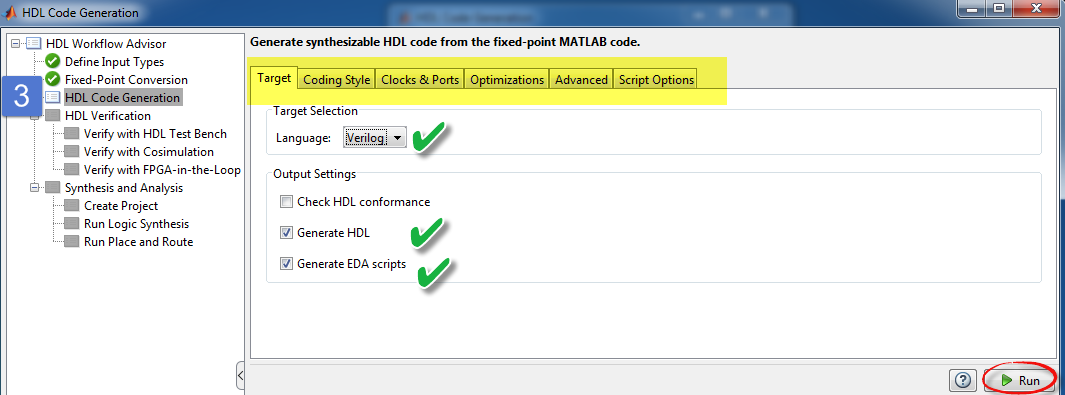 HDL Code Generation
HDL Code Generation
HDL Workflow Advisor
Define Input Types
Fixed-Point Conversion
3
HDL Code Generation
HDL Verification
Verify with HDL Test Bench
Verify with Cosimulation
Verify with FPGA-in-the-Loop
Synthesis and Analysis
Create Project
Run Logic Synthesis
Run Place and Route
Generate synthesizable HDL code from the fixed-point MATLAB code.
Target Coding Style Clocks & Ports Optimizations Advanced Script Options
Target Selection
Language: Verilog
Output Settings
Check HDL conformance
Generate HDL
Generate EDA scripts
? Run